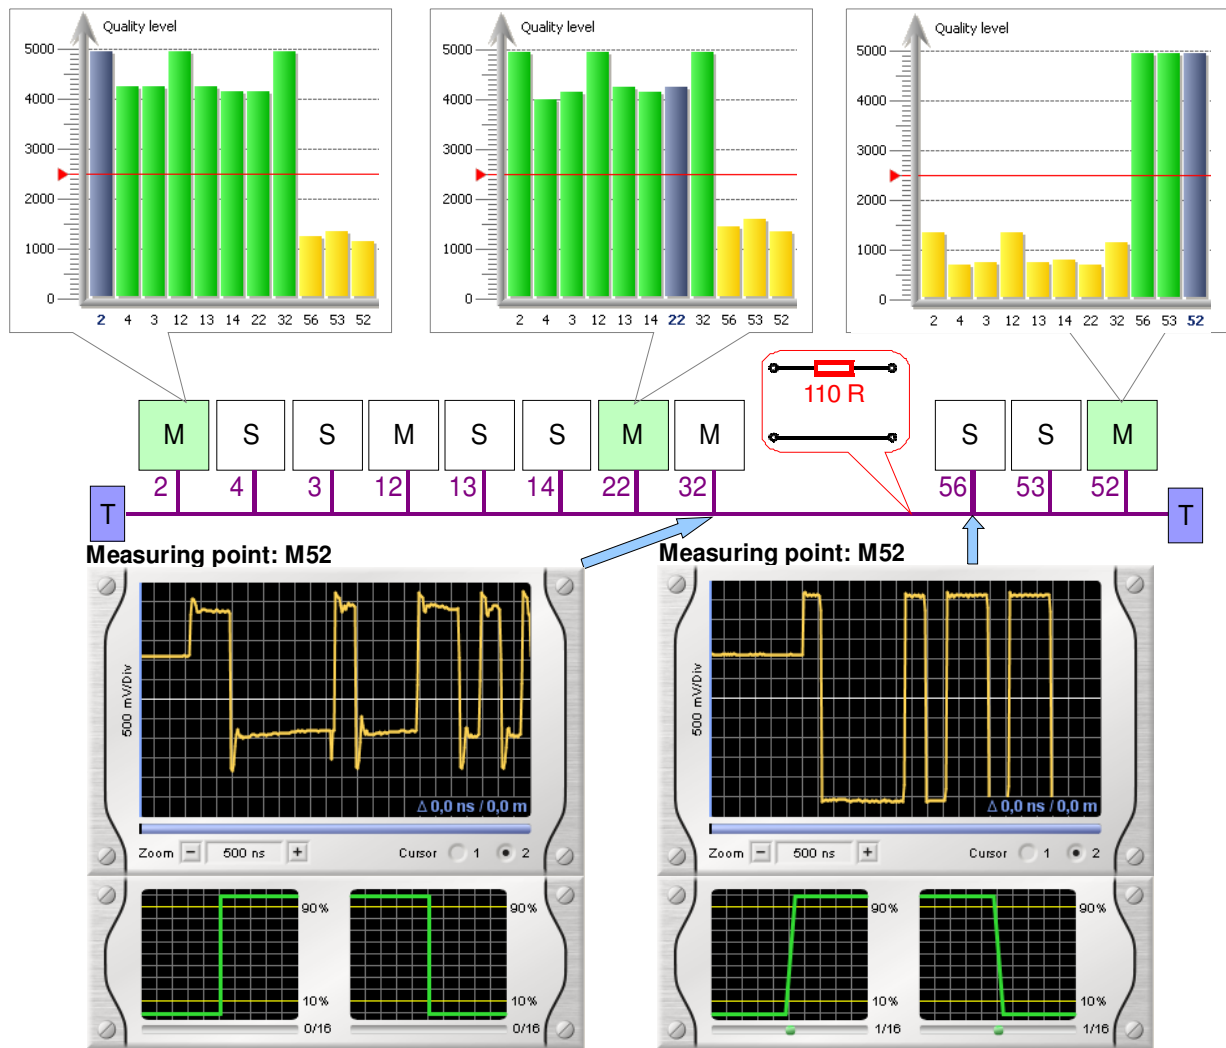 Quality level
5000
4000
3000
2000
1000
0
2 4 3 12 13 14 22 32 56 53 52
Quality level
5000
4000
3000
2000
1000
0
2 4 3 12 13 14 22 32 56 53 52
Quality level
5000
4000
3000
2000
1000
0
2 4 3 12 13 14 22 32 56 53 52
110 R
M S S M S S M M S S M
2 4 3 12 13 14 22 32 56 53 52
T T
Measuring point: M52
500 mV/Div
Δ 0,0 ns / 0,0 m
Zoom − 500 ns + Cursor 1 2
90%
10%
0/16
90%
10%
0/16
Measuring point: M52
500 mV/Div
Δ 0,0 ns / 0,0 m
Zoom − 500 ns + Cursor 1 2
90%
10%
1/16
90%
10%
1/16